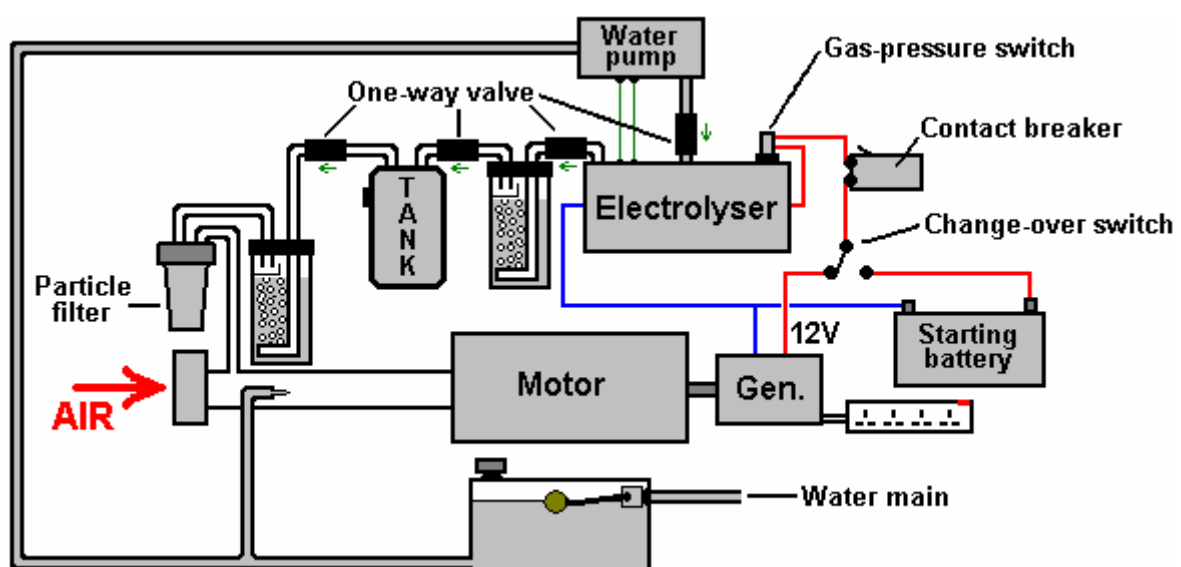 Water
pump
Gas-pressure switch
One-way valve
Contact breaker
TANK
Electrolyser
Change-over switch
Particle
filter
12V
Starting
battery
Motor
Gen.
AIR
Water main